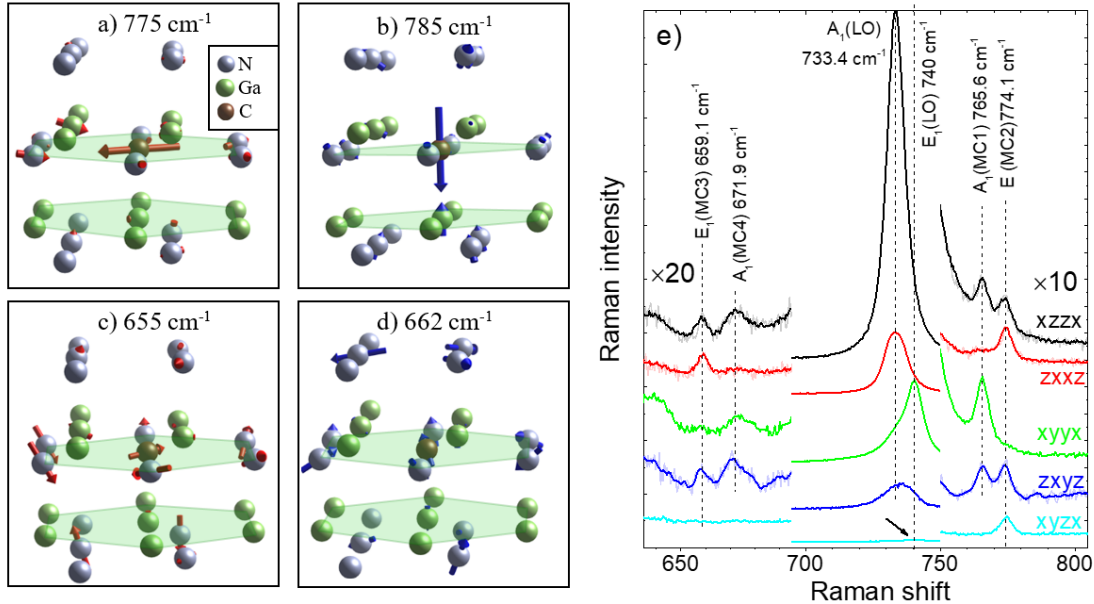 a) 775 cm⁻¹
N
Ga
C
b) 785 cm⁻¹
c) 655 cm⁻¹
d) 662 cm⁻¹
e)
A₁(LO)
733.4 cm⁻¹
E₁(LO) 740 cm⁻¹
A₁(MC1) 765.6 cm⁻¹
E (MC2)774.1 cm⁻¹
E₁(MC3) 659.1 cm⁻¹
A₁(MC4) 671.9 cm⁻¹
×20
×10
xzzx
zxxz
xyyx
zxyz
xyzx
Raman intensity
650 700 750 800
Raman shift